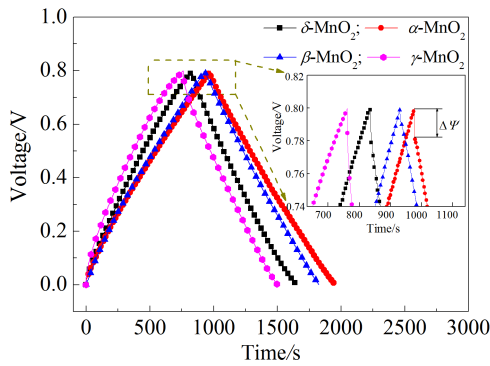 δ-MnO2; α-MnO2
β-MnO2; γ-MnO2
Voltage/V
1.0
0.8
0.6
0.4
0.2
0.0
0 500 1000 1500 2000 2500 3000
Time/s
Voltage/V
0.80
0.80
0.78
0.76
0.74
650 700 900 1000 1100
Time/s
ΔΨ